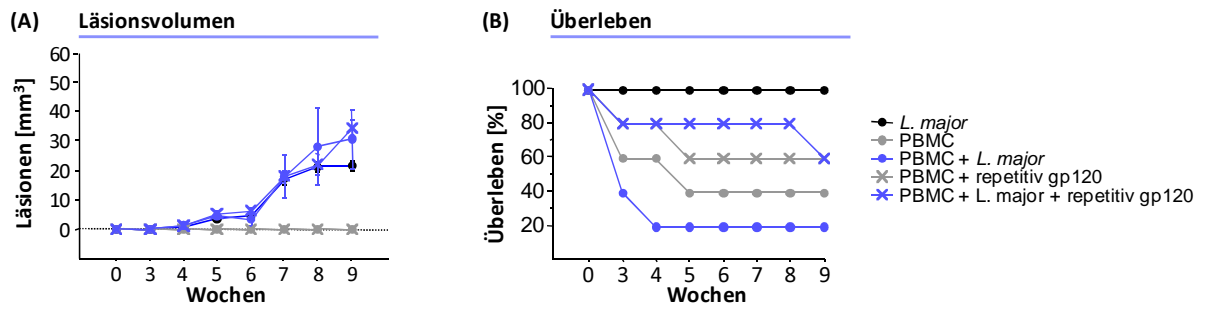 (A) Läsionsvolumen
60
50
40
30
20
10
0
Läsionen [mm³]
0 3 4 5 6 7 8 9
Wochen
(B) Überleben
100
80
60
40
20
Überleben [%]
0 3 4 5 6 7 8 9
Wochen
L. major
PBMC
PBMC + L. major
PBMC + repetitiv gp120
PBMC + L. major + repetitiv gp120